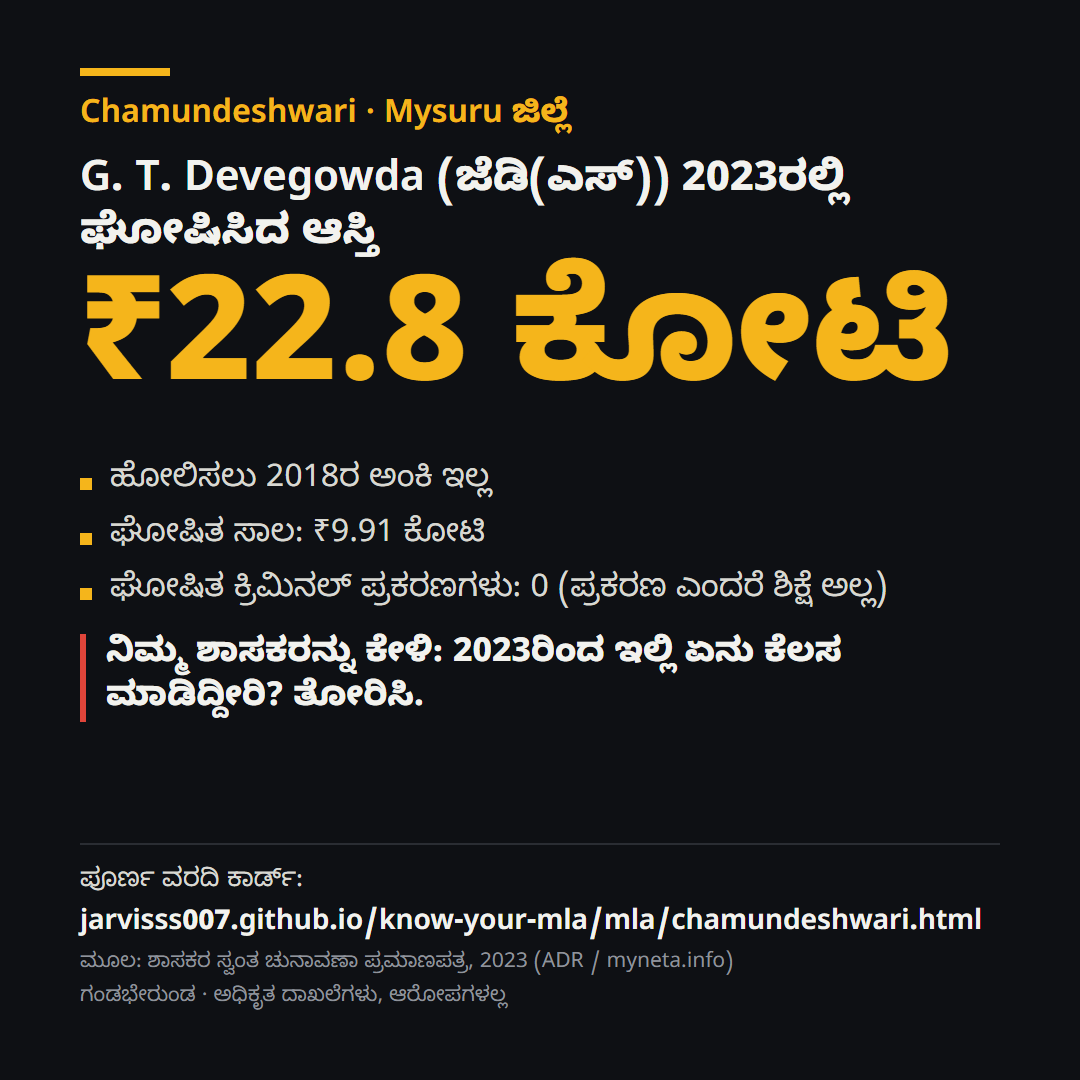 Chamundeshwari · Mysuru ಜಿಲ್ಲೆ
G. T. Devegowda (ಜೆಡಿ(ಎಸ್)) 2023ರಲ್ಲಿ
ಘೋಷಿಸಿದ ಆಸ್ತಿ
₹22.8 ಕೋಟಿ
ಹೋಲಿಸಲು 2018ರ ಅಂಕಿ ಇಲ್ಲ
ಘೋಷಿತ ಸಾಲ: ₹9.91 ಕೋಟಿ
ಘೋಷಿತ ಕ್ರಿಮಿನಲ್ ಪ್ರಕರಣಗಳು: 0 (ಪ್ರಕರಣ ಎಂದರೆ ಶಿಕ್ಷೆ ಅಲ್ಲ)
ನಿಮ್ಮ ಶಾಸಕರನ್ನು ಕೇಳಿ: 2023ರಿಂದ ಇಲ್ಲಿ ಏನು ಕೆಲಸ
ಮಾಡಿದ್ದೀರಿ? ತೋರಿಸಿ.
ಪೂರ್ಣ ವರದಿ ಕಾರ್ಡ್:
jarvisss007.github.io/know-your-mla/mla/chamundeshwari.html
ಮೂಲ: ಶಾಸಕರ ಸ್ವಂತ ಚುನಾವಣಾ ಪ್ರಮಾಣಪತ್ರ, 2023 (ADR / myneta.info)
ಗಂಡಭೇರುಂಡ · ಅಧಿಕೃತ ದಾಖಲೆಗಳು, ಆರೋಪಗಳಲ್ಲ